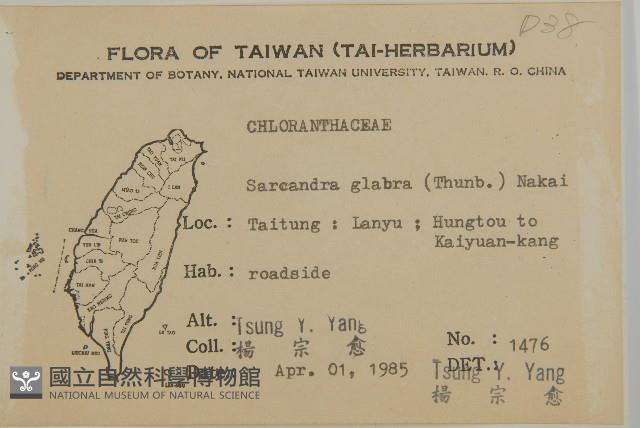 D38
FLORA OF TAIWAN (TAI-HERBARIUM)
DEPARTMENT OF BOTANY, NATIONAL TAIWAN UNIVERSITY, TAIWAN, R. O. CHINA
CHLORANTHACEAE
Sarcandra glabra (Thunb.) Nakai
Loc. : Taitung : Lanyu ; Hungtou to
Kaiyuan-kang
Hab. : roadside
Alt. :
Tsung Y. Yang
Coll. : 楊 宗 愈
No. : 1476
Date: Apr. 01, 1985
DET.:
Tsung Y. Yang
楊 宗 愈
國立自然科學博物館
NATIONAL MUSEUM OF NATURAL SCIENCE